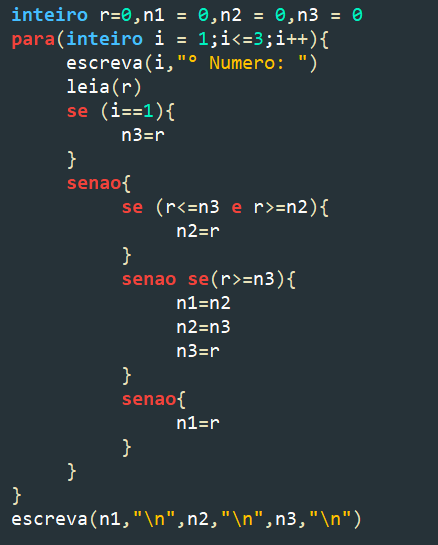 inteiro r=0,n1 = 0,n2 = 0,n3 = 0
para(inteiro i = 1;i<=3;i++){
escreva(i,"º Numero: ")
leia(r)
se (i==1){
n3=r
}
senao{
se (r<=n3 e r>=n2){
n2=r
}
senao se(r>=n3){
n1=n2
n2=n3
n3=r
}
senao{
n1=r
}
}
}
escreva(n1,"\n",n2,"\n",n3,"\n")